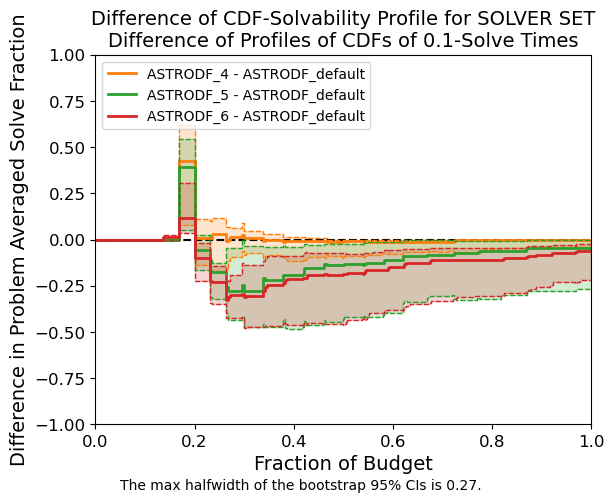 Difference of CDF-Solvability Profile for SOLVER SET
Difference of Profiles of CDFs of 0.1-Solve Times
Difference in Problem Averaged Solve Fraction
1.00
0.75
0.50
0.25
0.00
−0.25
−0.50
−0.75
−1.00
ASTRODF_4 - ASTRODF_default
ASTRODF_5 - ASTRODF_default
ASTRODF_6 - ASTRODF_default
0.0 0.2 0.4 0.6 0.8 1.0
Fraction of Budget
The max halfwidth of the bootstrap 95% CIs is 0.27.